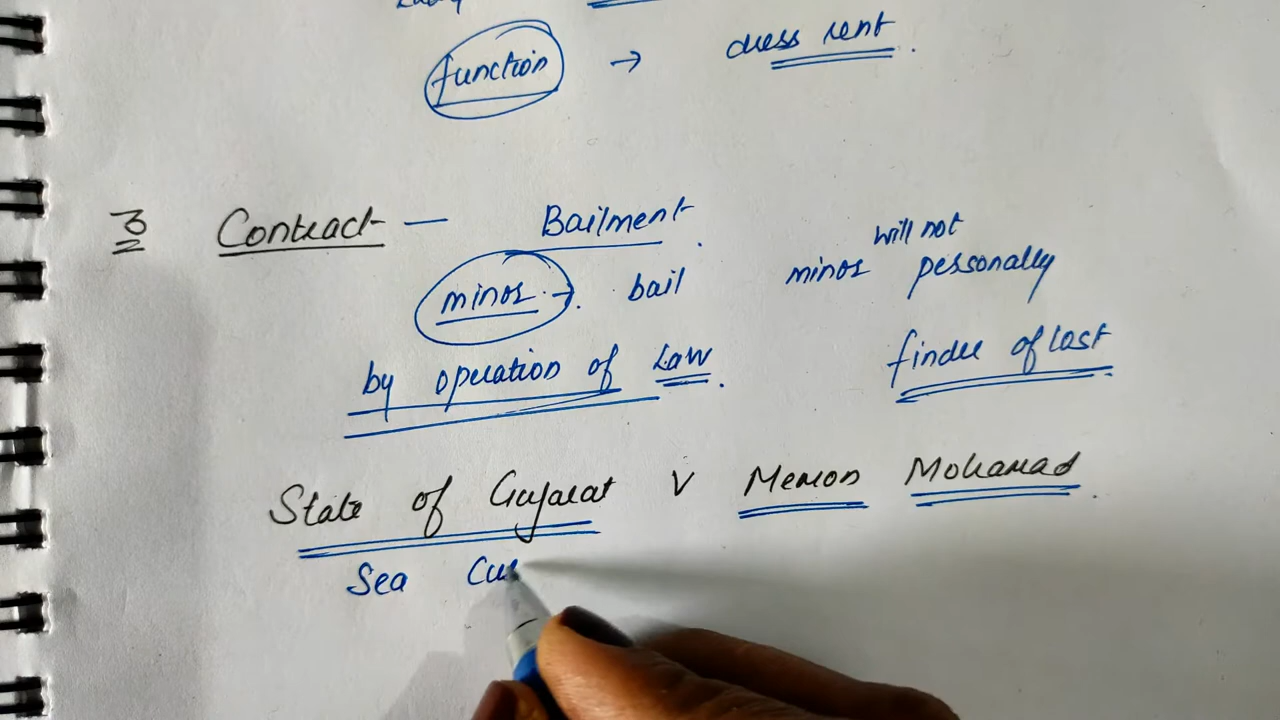 function → dress rent.
3 Contract — Bailment.
minor → bail minor will not personally
by operation of Law. finder of lost
State of Gujarat v Memon Mohamad.
Sea Cus